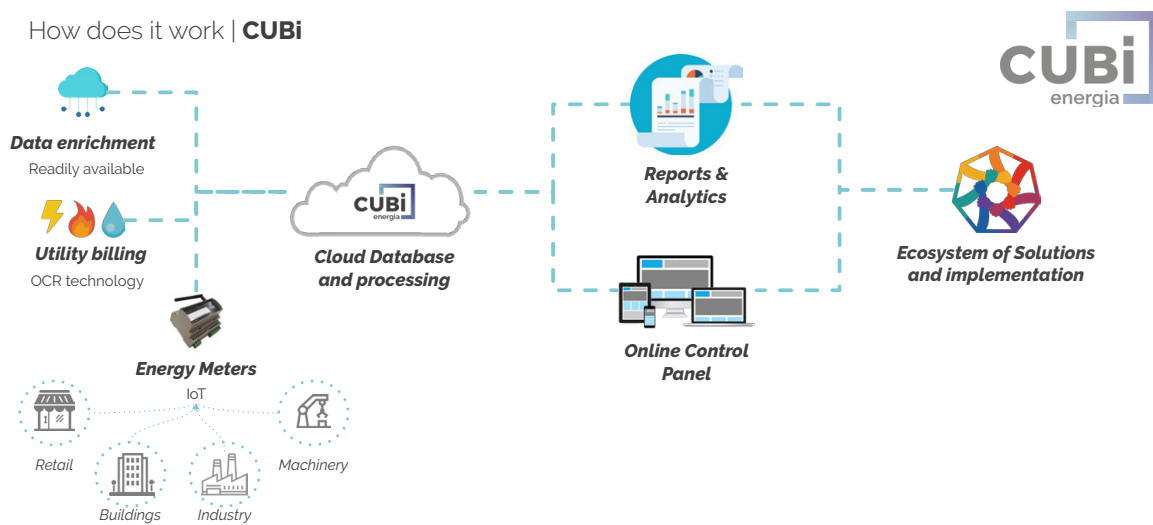 How does it work | CUBi
CUBi
energia
Data enrichment
Readily available
Utility billing
OCR technology
Energy Meters
IoT
Retail
Buildings
Industry
Machinery
CUBi
energia
Cloud Database
and processing
Reports &
Analytics
Online Control
Panel
Ecosystem of Solutions
and implementation